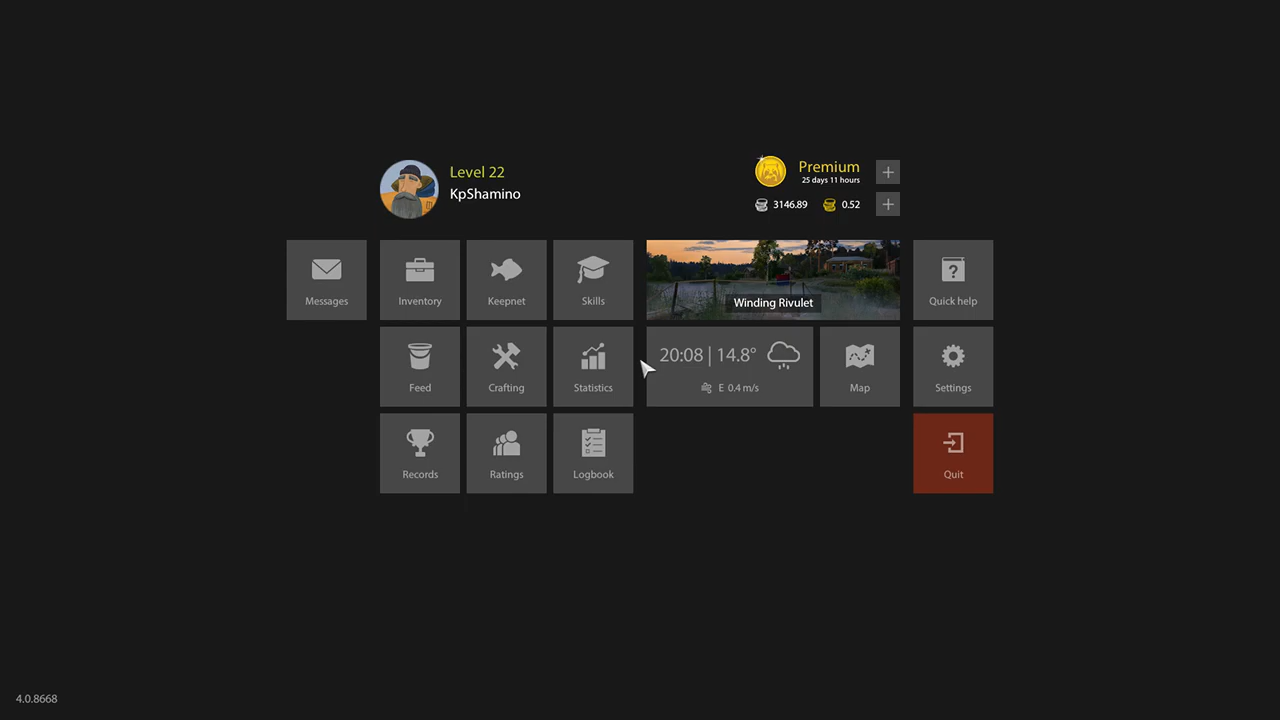 Level 22
KpShamino
Premium
25 days 11 hours
3146.89
0.52
Messages
Inventory
Keepnet
Skills
Winding Rivulet
Quick help
Feed
Crafting
Statistics
20:08 | 14.8°
E 0.4 m/s
Map
Settings
Records
Ratings
Logbook
Quit
4.0.8668